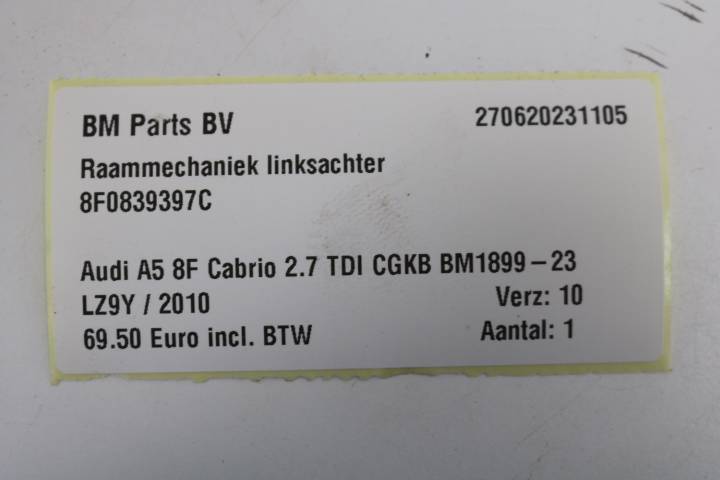 BM Parts BV 270620231105
Raammechaniek linksachter
8F0839397C
Audi A5 8F Cabrio 2.7 TDI CGKB BM1899-23
LZ9Y / 2010 Verz: 10
69.50 Euro incl. BTW Aantal: 1